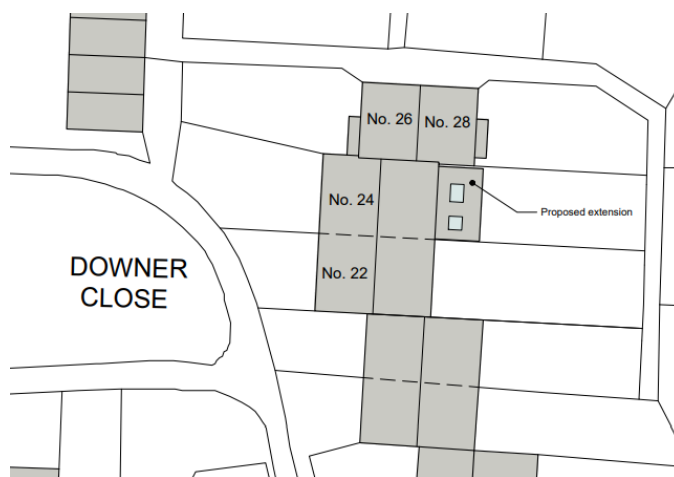 No. 26
No. 28
No. 24
Proposed extension
DOWNER
CLOSE
No. 22